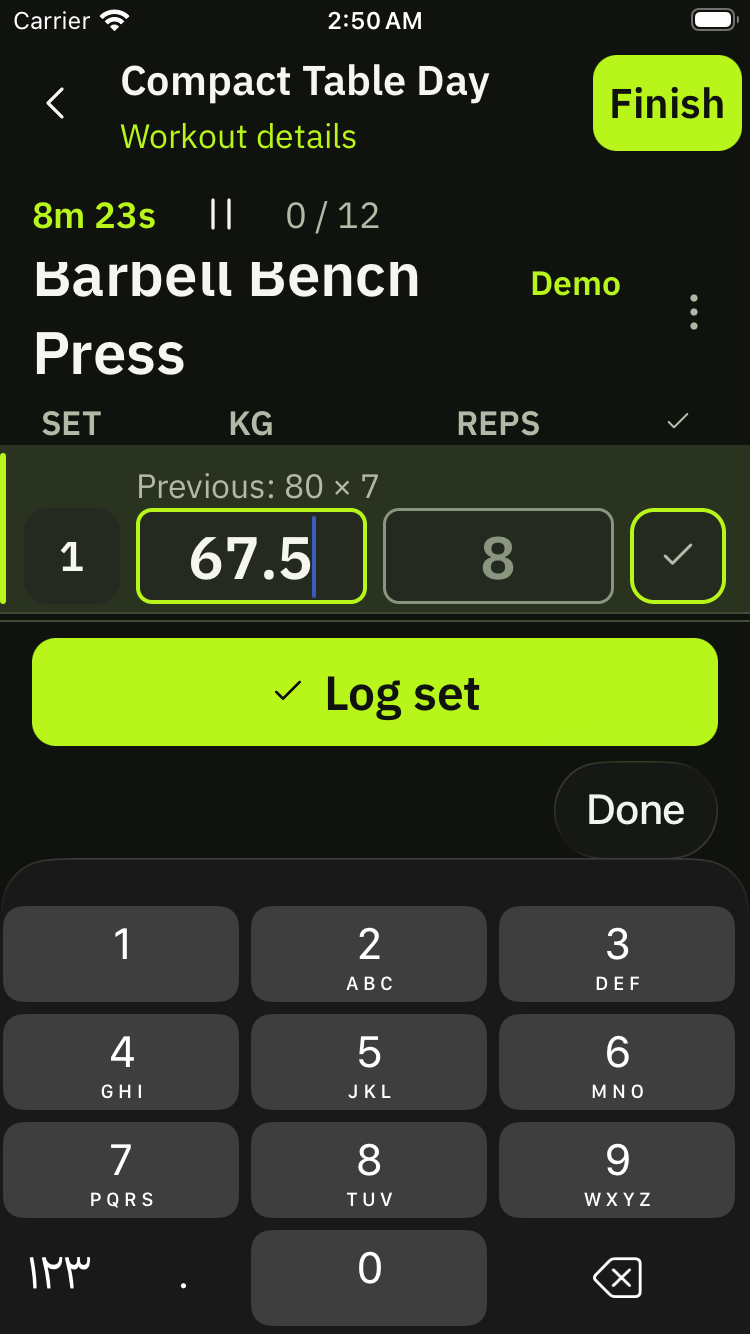 Carrier 2:50 AM
Compact Table Day
Finish
Workout details
8m 23s 0 / 12
Barbell Bench Press
Demo
SET KG REPS
Previous: 80 × 7
1 67.5 8
Log set
Done
1 2 3
ABC DEF
4 5 6
GHI JKL MNO
7 8 9
PQRS TUV WXYZ
١٢٣ . 0